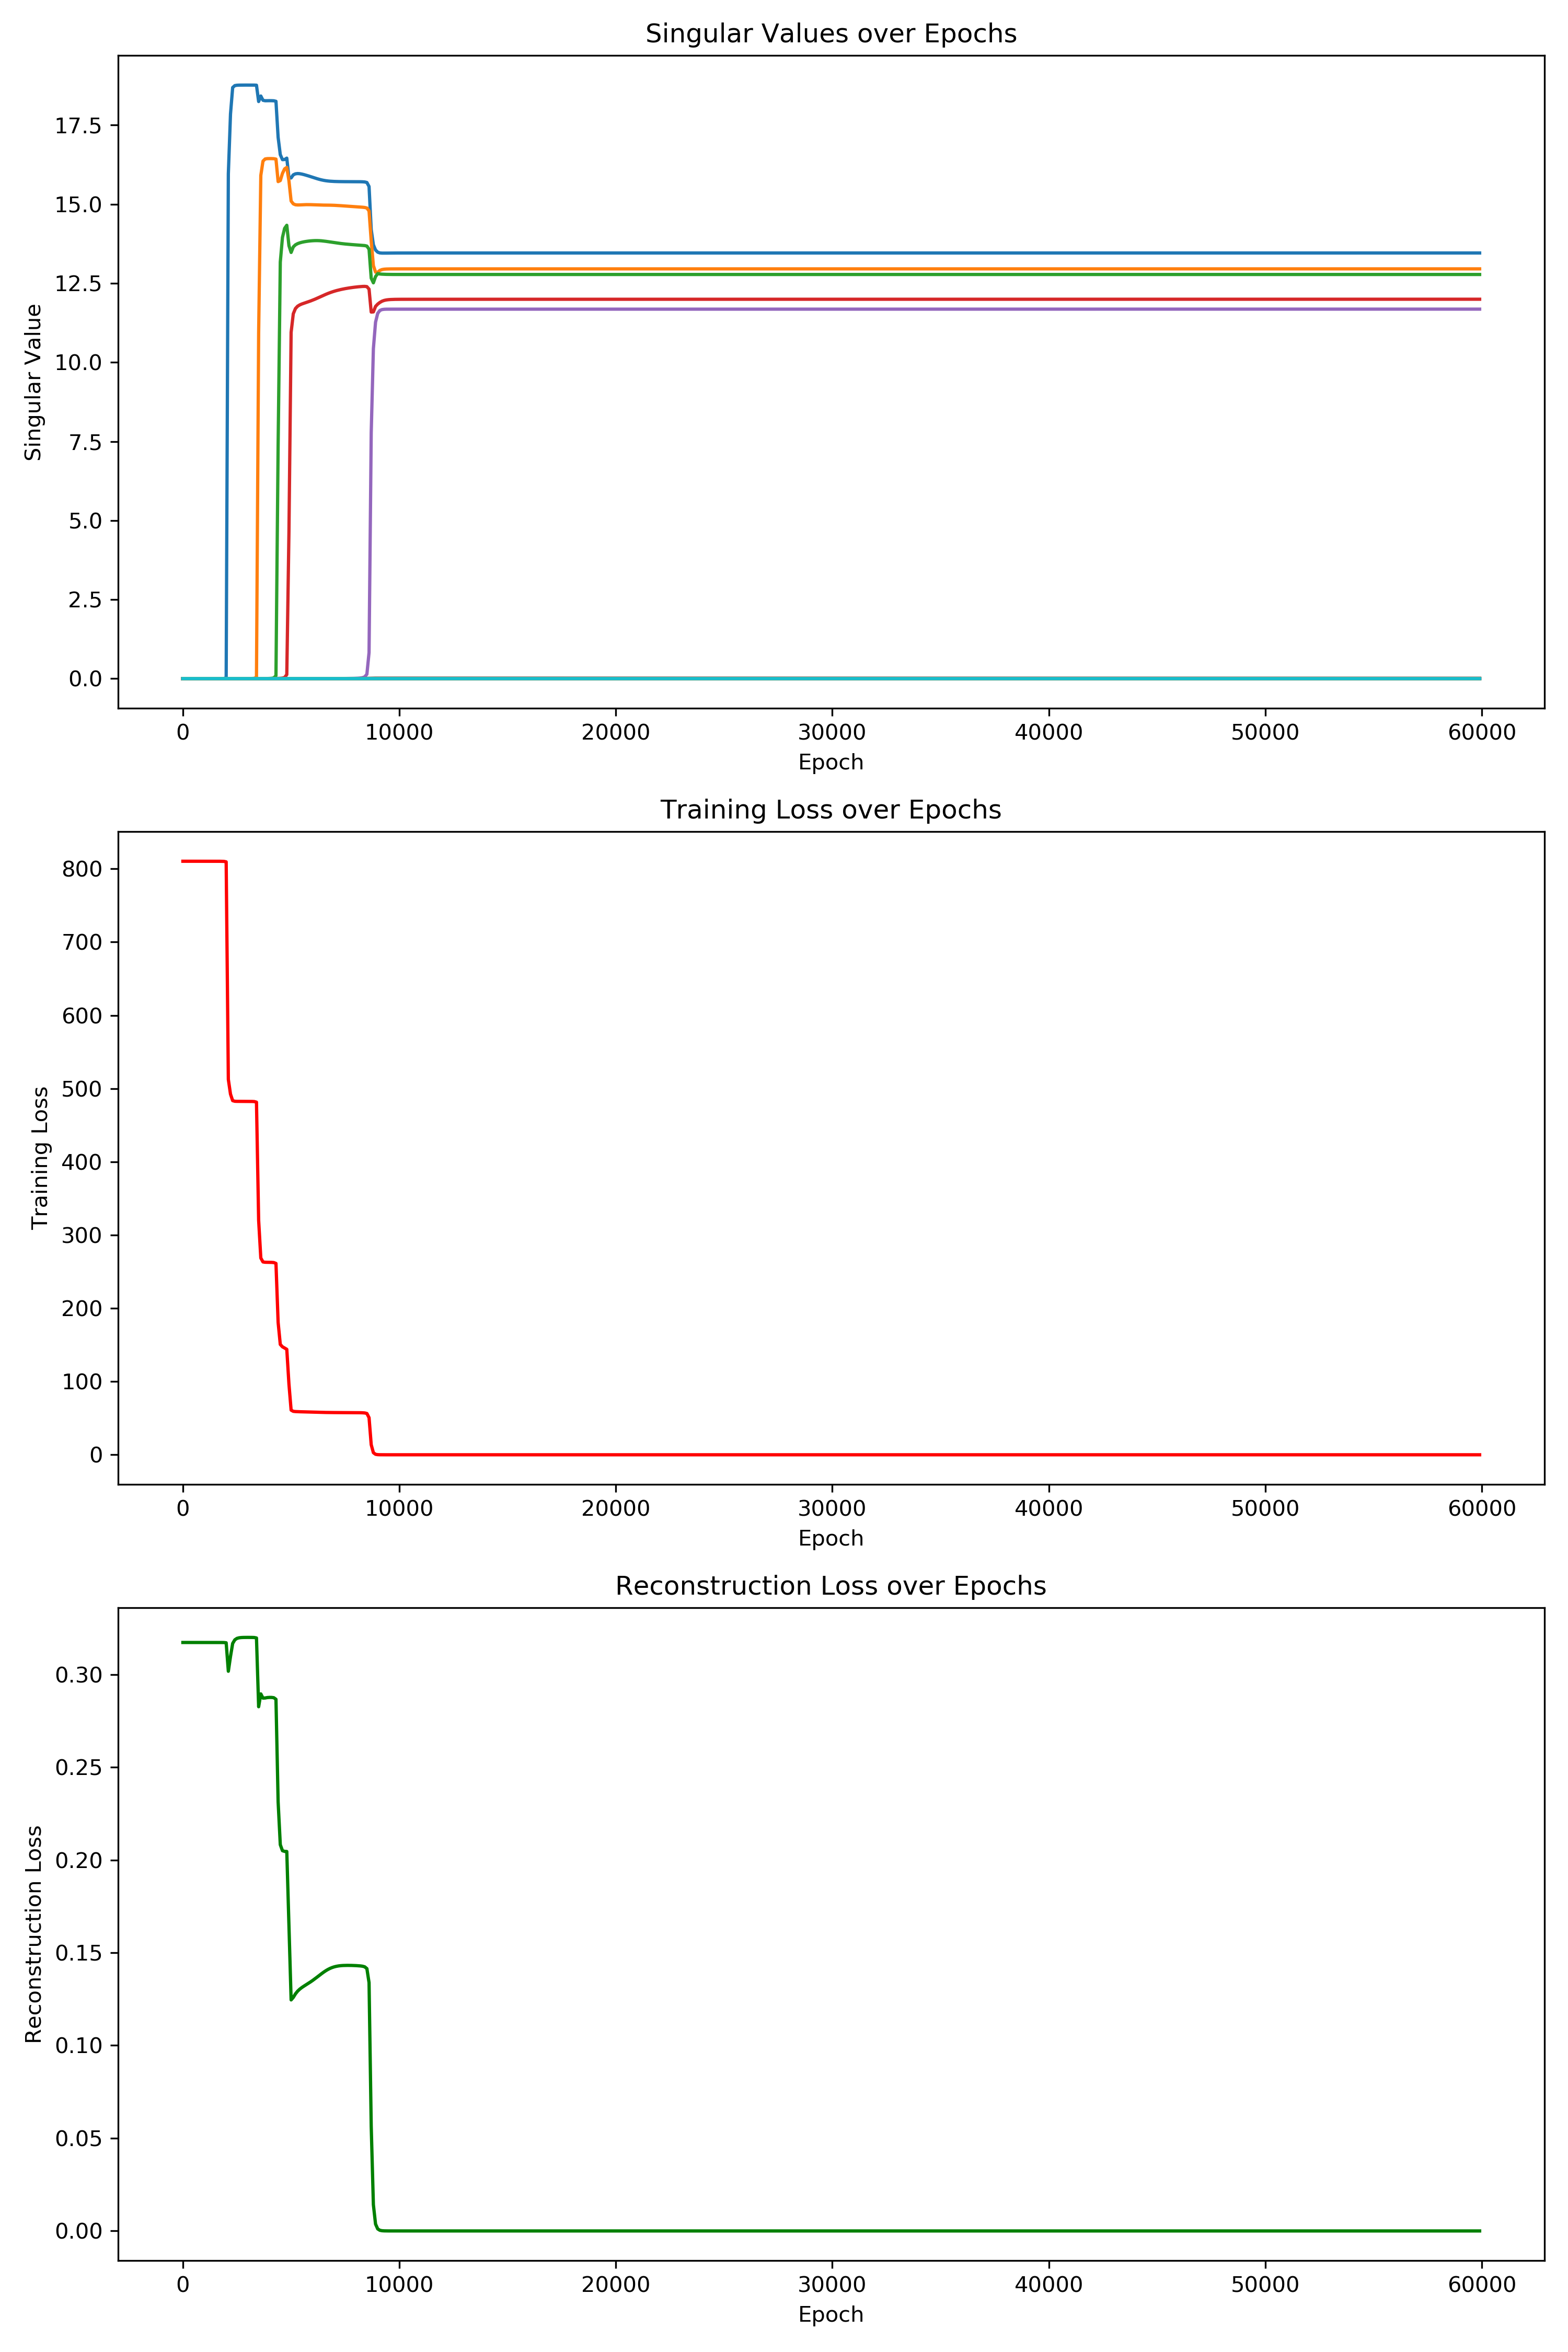 Singular Values over Epochs
Singular Value
17.5
15.0
12.5
10.0
7.5
5.0
2.5
0.0
0 10000 20000 30000 40000 50000 60000
Epoch
Training Loss over Epochs
Training Loss
800
700
600
500
400
300
200
100
0
0 10000 20000 30000 40000 50000 60000
Epoch
Reconstruction Loss over Epochs
Reconstruction Loss
0.30
0.25
0.20
0.15
0.10
0.05
0.00
0 10000 20000 30000 40000 50000 60000
Epoch